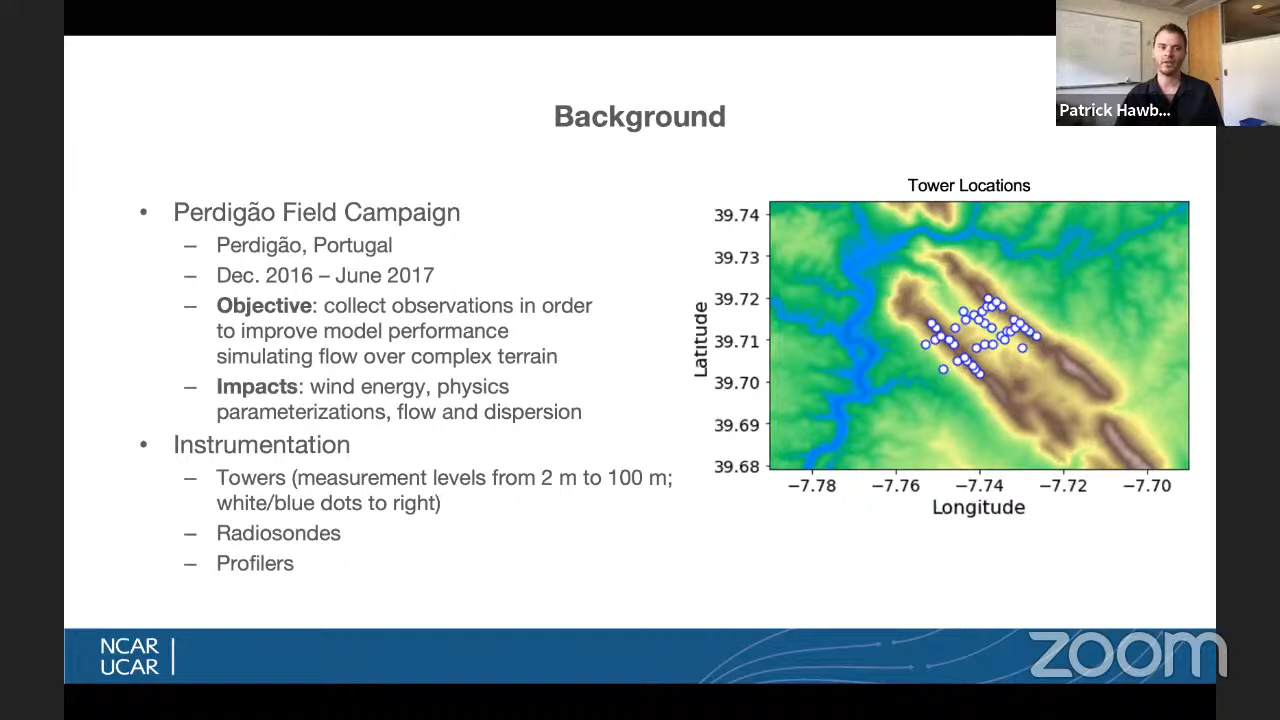 Background
Patrick Hawb...
• Perdigão Field Campaign
– Perdigão, Portugal
– Dec. 2016 – June 2017
– Objective: collect observations in order
to improve model performance
simulating flow over complex terrain
– Impacts: wind energy, physics
parameterizations, flow and dispersion
• Instrumentation
– Towers (measurement levels from 2 m to 100 m;
white/blue dots to right)
– Radiosondes
– Profilers
Tower Locations
39.74
39.73
39.72
39.71
39.70
39.69
39.68
Latitude
−7.78 −7.76 −7.74 −7.72 −7.70
Longitude
NCAR
UCAR
zoom